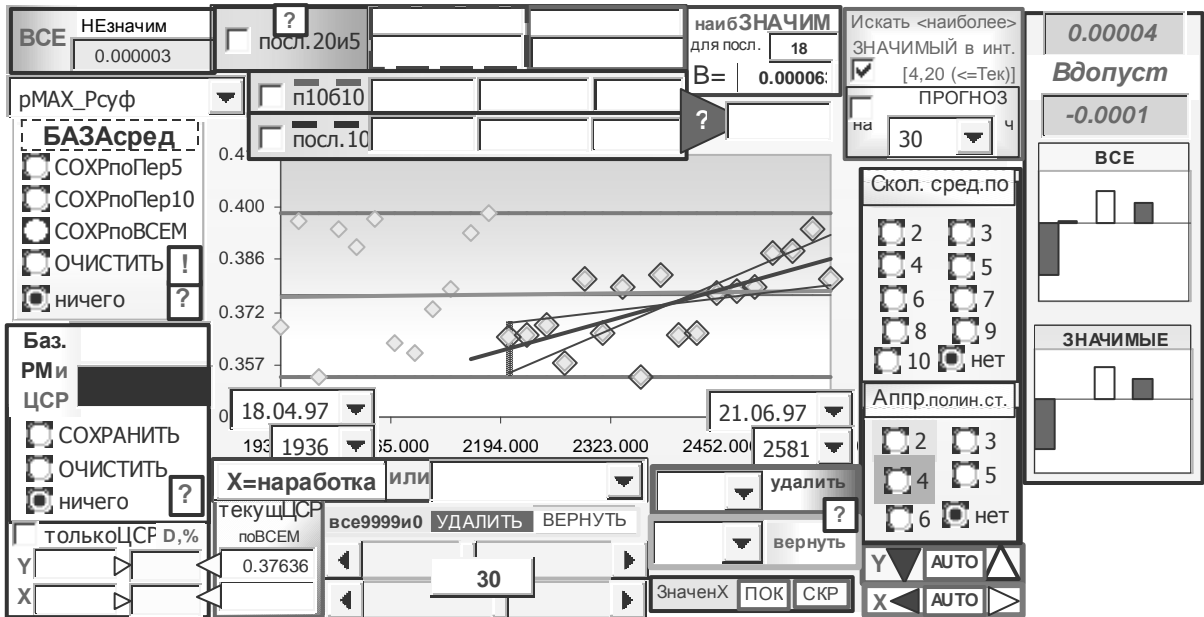 ВСЕ
НЕзначим
0.000003
?
посл.20и5
наибЗНАЧИМ
для посл. 18
B= 0.00006
Искать <наиболее>
ЗНАЧИМЫЙ в инт.
[4,20 (<=Тек)]
ПРОГНОЗ
на 30 ч
0.00004
Вдопуст
-0.0001
ВСЕ
ЗНАЧИМЫЕ
рМАХ_Рсуф
п10б10
посл.10
?
БАЗАсред
СОХРпоПер5
СОХРпоПер10
СОХРпоВСЕМ
ОЧИСТИТЬ !
ничего ?
0.400
0.386
0.372
0.357
18.04.97
21.06.97
1936
2194.000
2323.000
2581
Скол. сред.по
2 3
4 5
6 7
8 9
10 нет
Аппр.полин.ст.
2 3
4 5
6 нет
Баз.
РМи
ЦСР
СОХРАНИТЬ
ОЧИСТИТЬ
ничего ?
толькоЦСР D,%
Y
X
Х=наработка или
текущЦСР
поВСЕМ
0.37636
все9999и0 УДАЛИТЬ ВЕРНУТЬ
30
удалить
?
вернуть
ЗначенХ ПОК СКР
Y AUTO
X AUTO